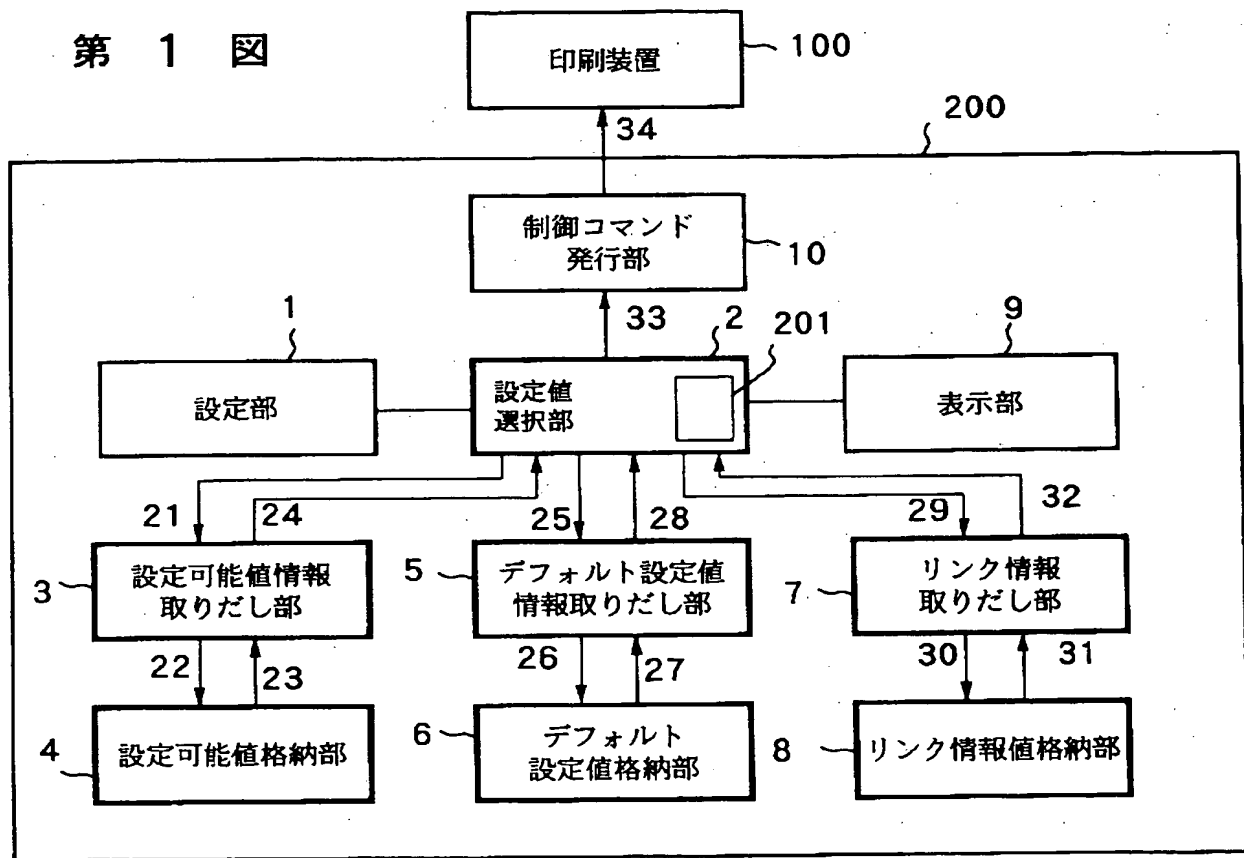 第 1 図
印刷装置
100
34
200
制御コマンド
発行部
10
33
1
2
201
9
設定部
設定値
選択部
表示部
21
24
25
28
29
32
3
設定可能値情報
取りだし部
5
デフォルト設定値
情報取りだし部
7
リンク情報
取りだし部
22
23
26
27
30
31
4
設定可能値格納部
6
デフォルト
設定値格納部
8
リンク情報値格納部